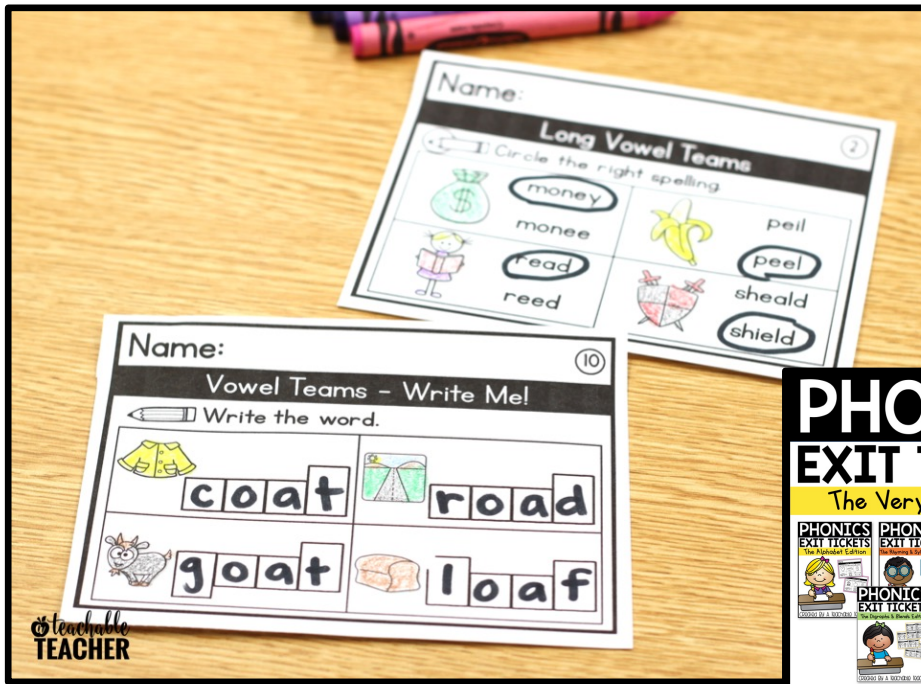 Name:
2
Long Vowel Teams
Circle the right spelling.
money
monee
peil
peel
read
reed
sheald
shield
Name:
10
Vowel Teams - Write Me!
Write the word.
coat
road
goat
loaf
a teachable
TEACHER
PHO
EXIT
The Very
PHONICS
EXIT TICKETS
The Alphabet Edition
PHON
EXIT TIC
PHONIC
EXIT TICKE